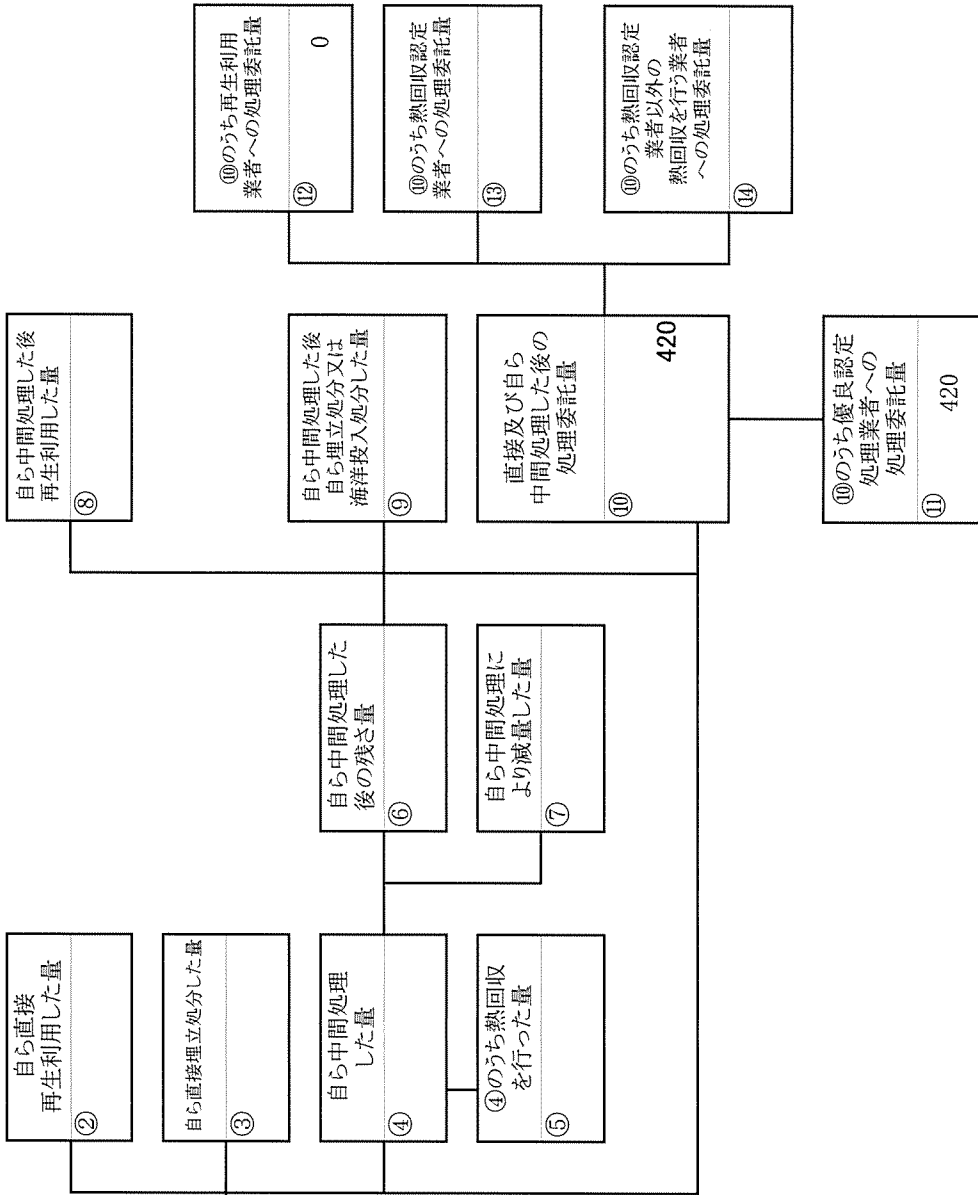 自ら直接
再生利用した量
②
自ら直接埋立処分した量
③
自ら中間処理
した量
④
④のうち熱回収
を行った量
⑤
自ら中間処理した
後の残さ量
⑥
自ら中間処理に
より減量した量
⑦
自ら中間処理した後
再生利用した量
⑧
自ら中間処理した後
自ら埋立処分又は
海洋投入処分した量
⑨
直接及び自ら
中間処理した後の
処理委託量
⑩
420
⑩のうち優良認定
処理業者への
処理委託量
⑪
420
⑩のうち再生利用
業者への処理委託量
⑫
0
⑩のうち熱回収認定
業者への処理委託量
⑬
⑩のうち熱回収認定
業者以外の
熱回収を行う業者
への処理委託量
⑭